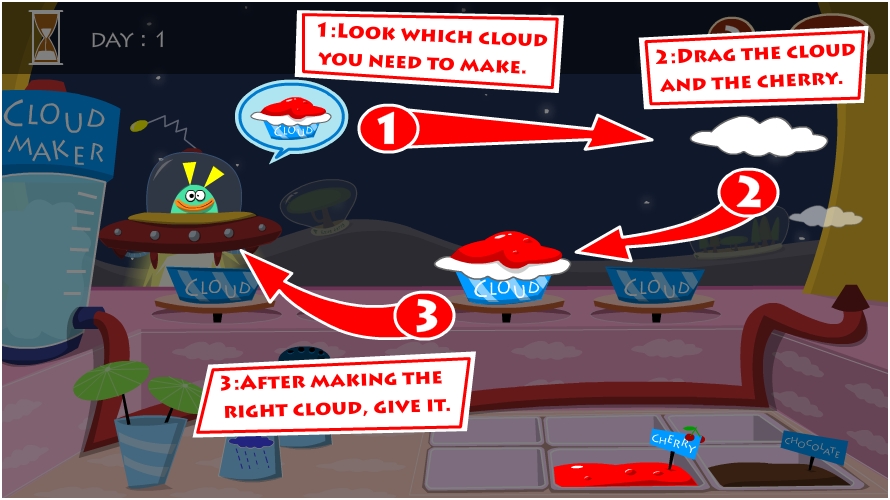 DAY : 1
1:LOOK WHICH CLOUD
YOU NEED TO MAKE.
2:DRAG THE CLOUD
AND THE CHERRY.
CLOUD
MAKER
CLOUD
1
2
CLOUD
CLOUD
CLOUD
3
3:AFTER MAKING THE
RIGHT CLOUD, GIVE IT.
CHERRY
CHOCOLATE